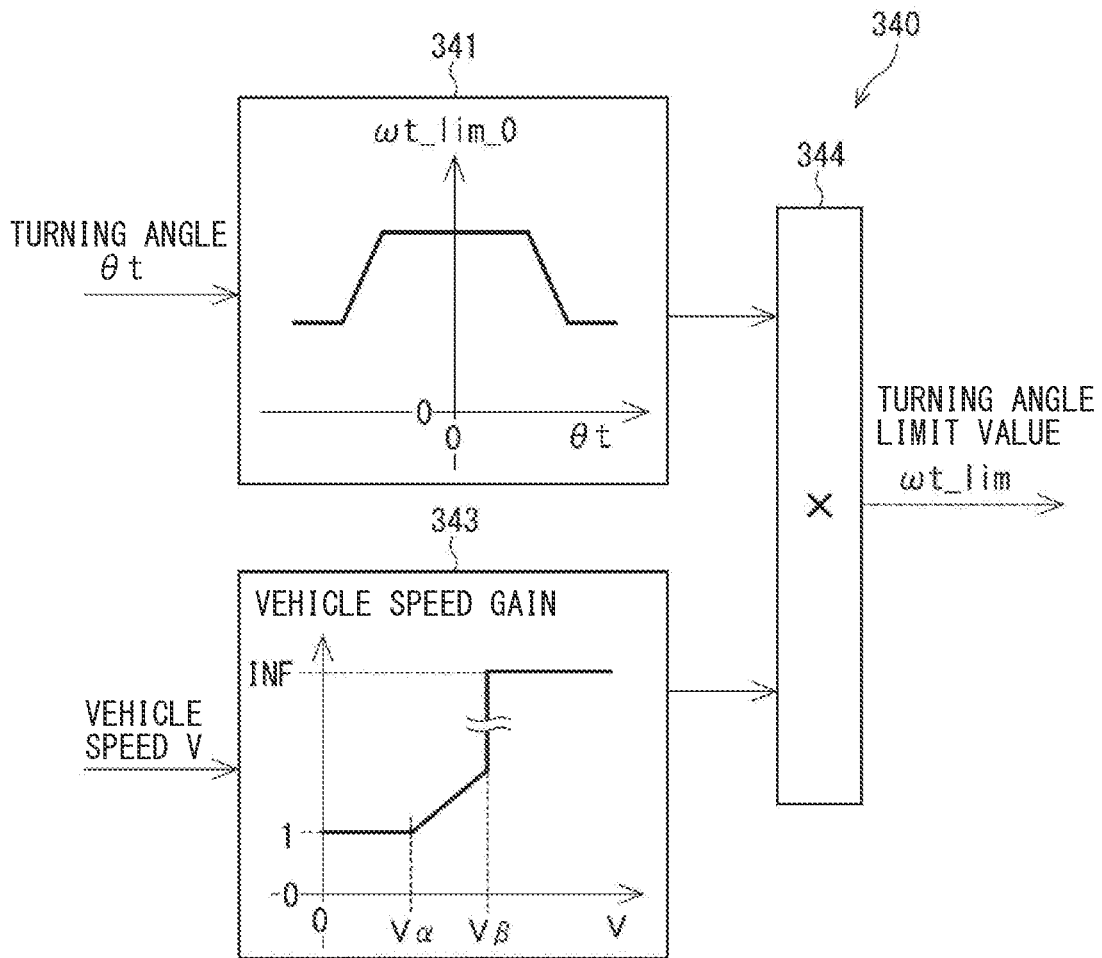 340
341
ωt_lim_0
0
0
θt
TURNING ANGLE
θt
344
×
TURNING ANGLE
LIMIT VALUE
ωt_lim
343
VEHICLE SPEED GAIN
INF
1
0
0
Vα
Vβ
V
VEHICLE
SPEED V